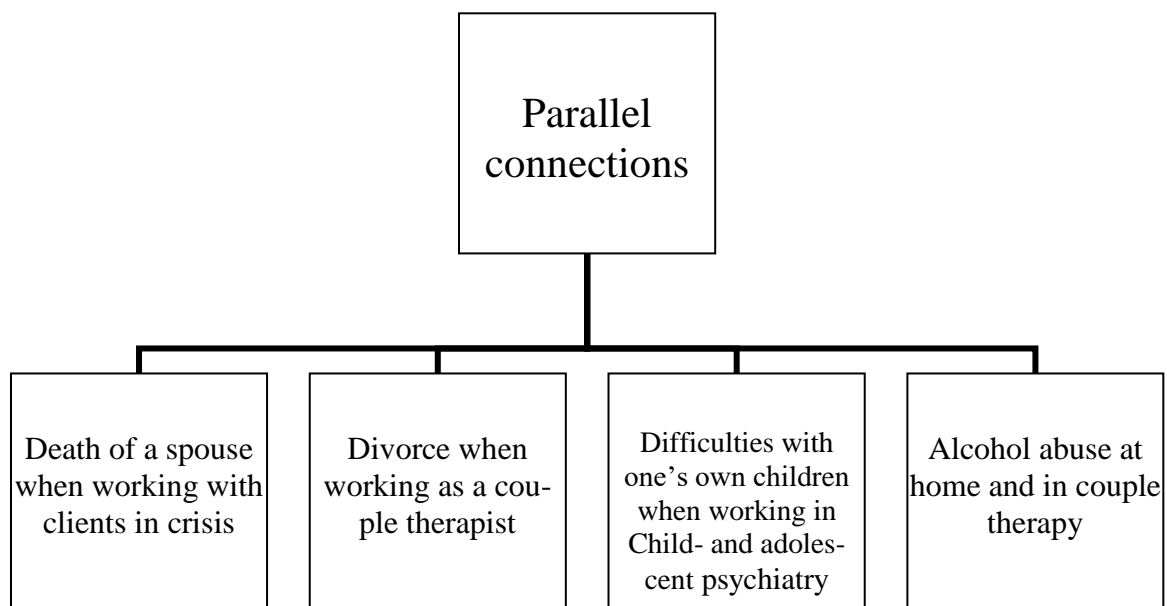 Parallel
connections
Death of a spouse
when working with
clients in crisis
Divorce when
working as a cou-
ple therapist
Difficulties with
one’s own children
when working in
Child- and adoles-
cent psychiatry
Alcohol abuse at
home and in couple
therapy